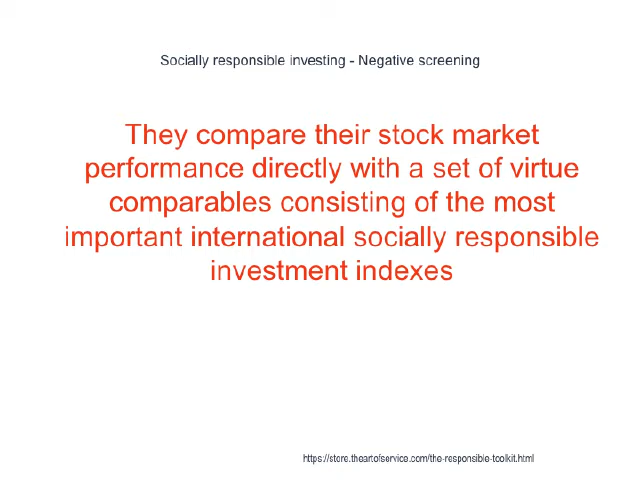 Socially responsible investing - Negative screening
They compare their stock market
performance directly with a set of virtue
comparables consisting of the most
important international socially responsible
investment indexes
https://store.theartofservice.com/the-responsible-toolkit.html